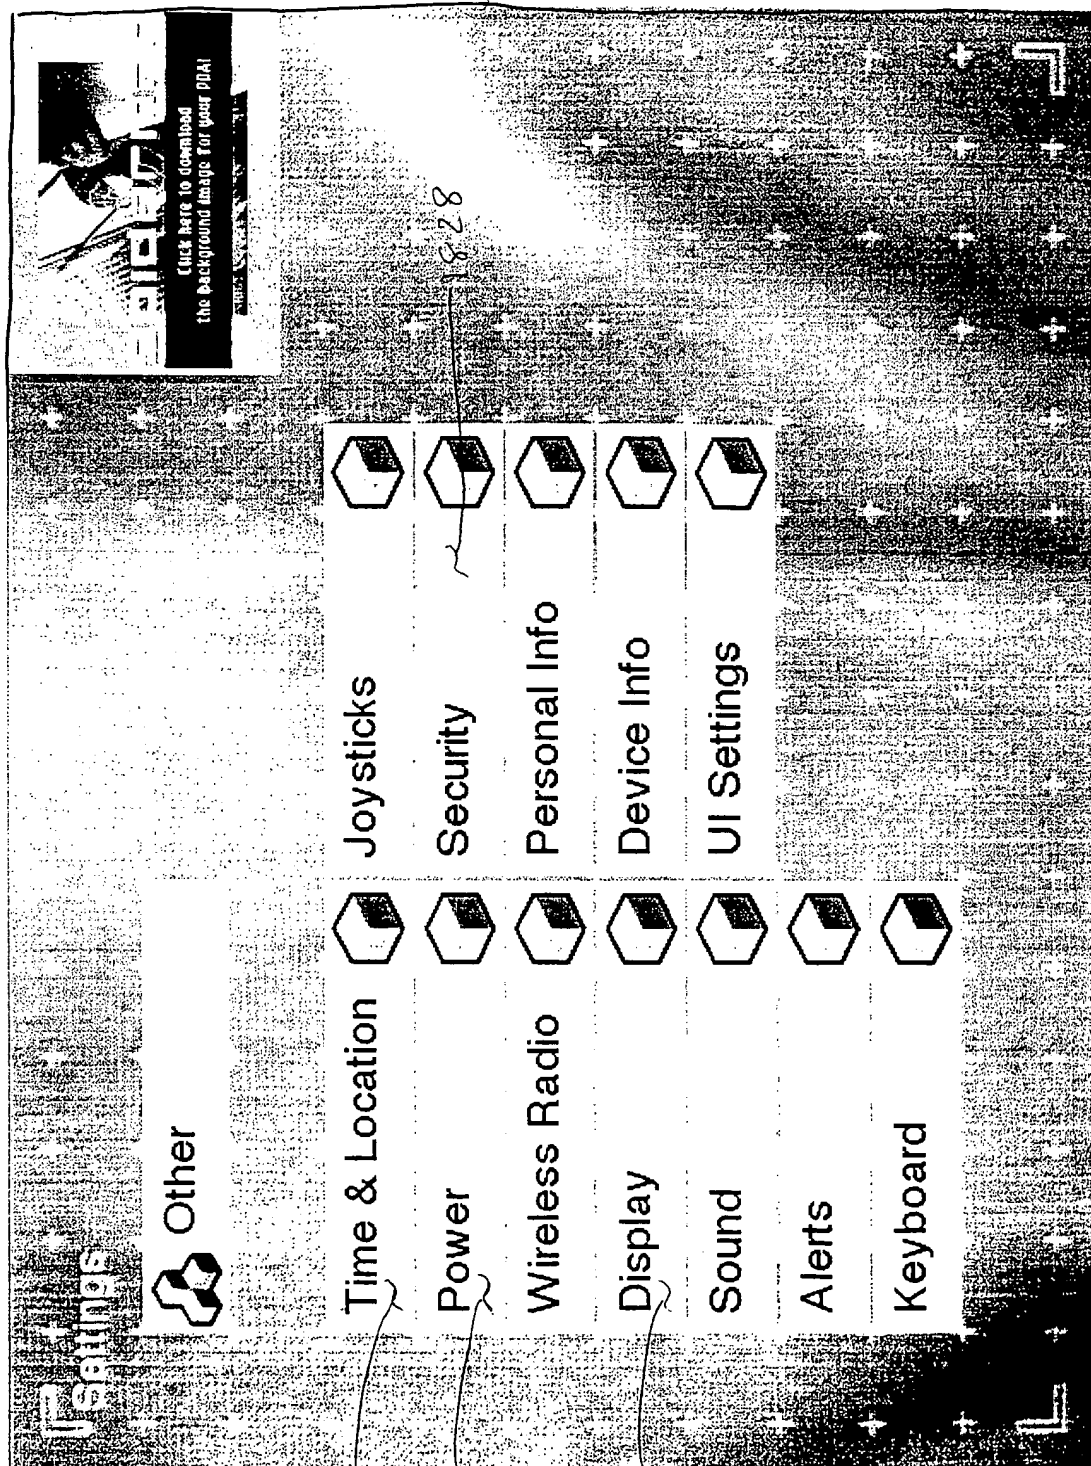 Settings
Click here to download
the background image for your PDA!
Other
Time & Location
Power
Wireless Radio
Display
Sound
Alerts
Keyboard
Joysticks
Security
Personal Info
Device Info
UI Settings
1828